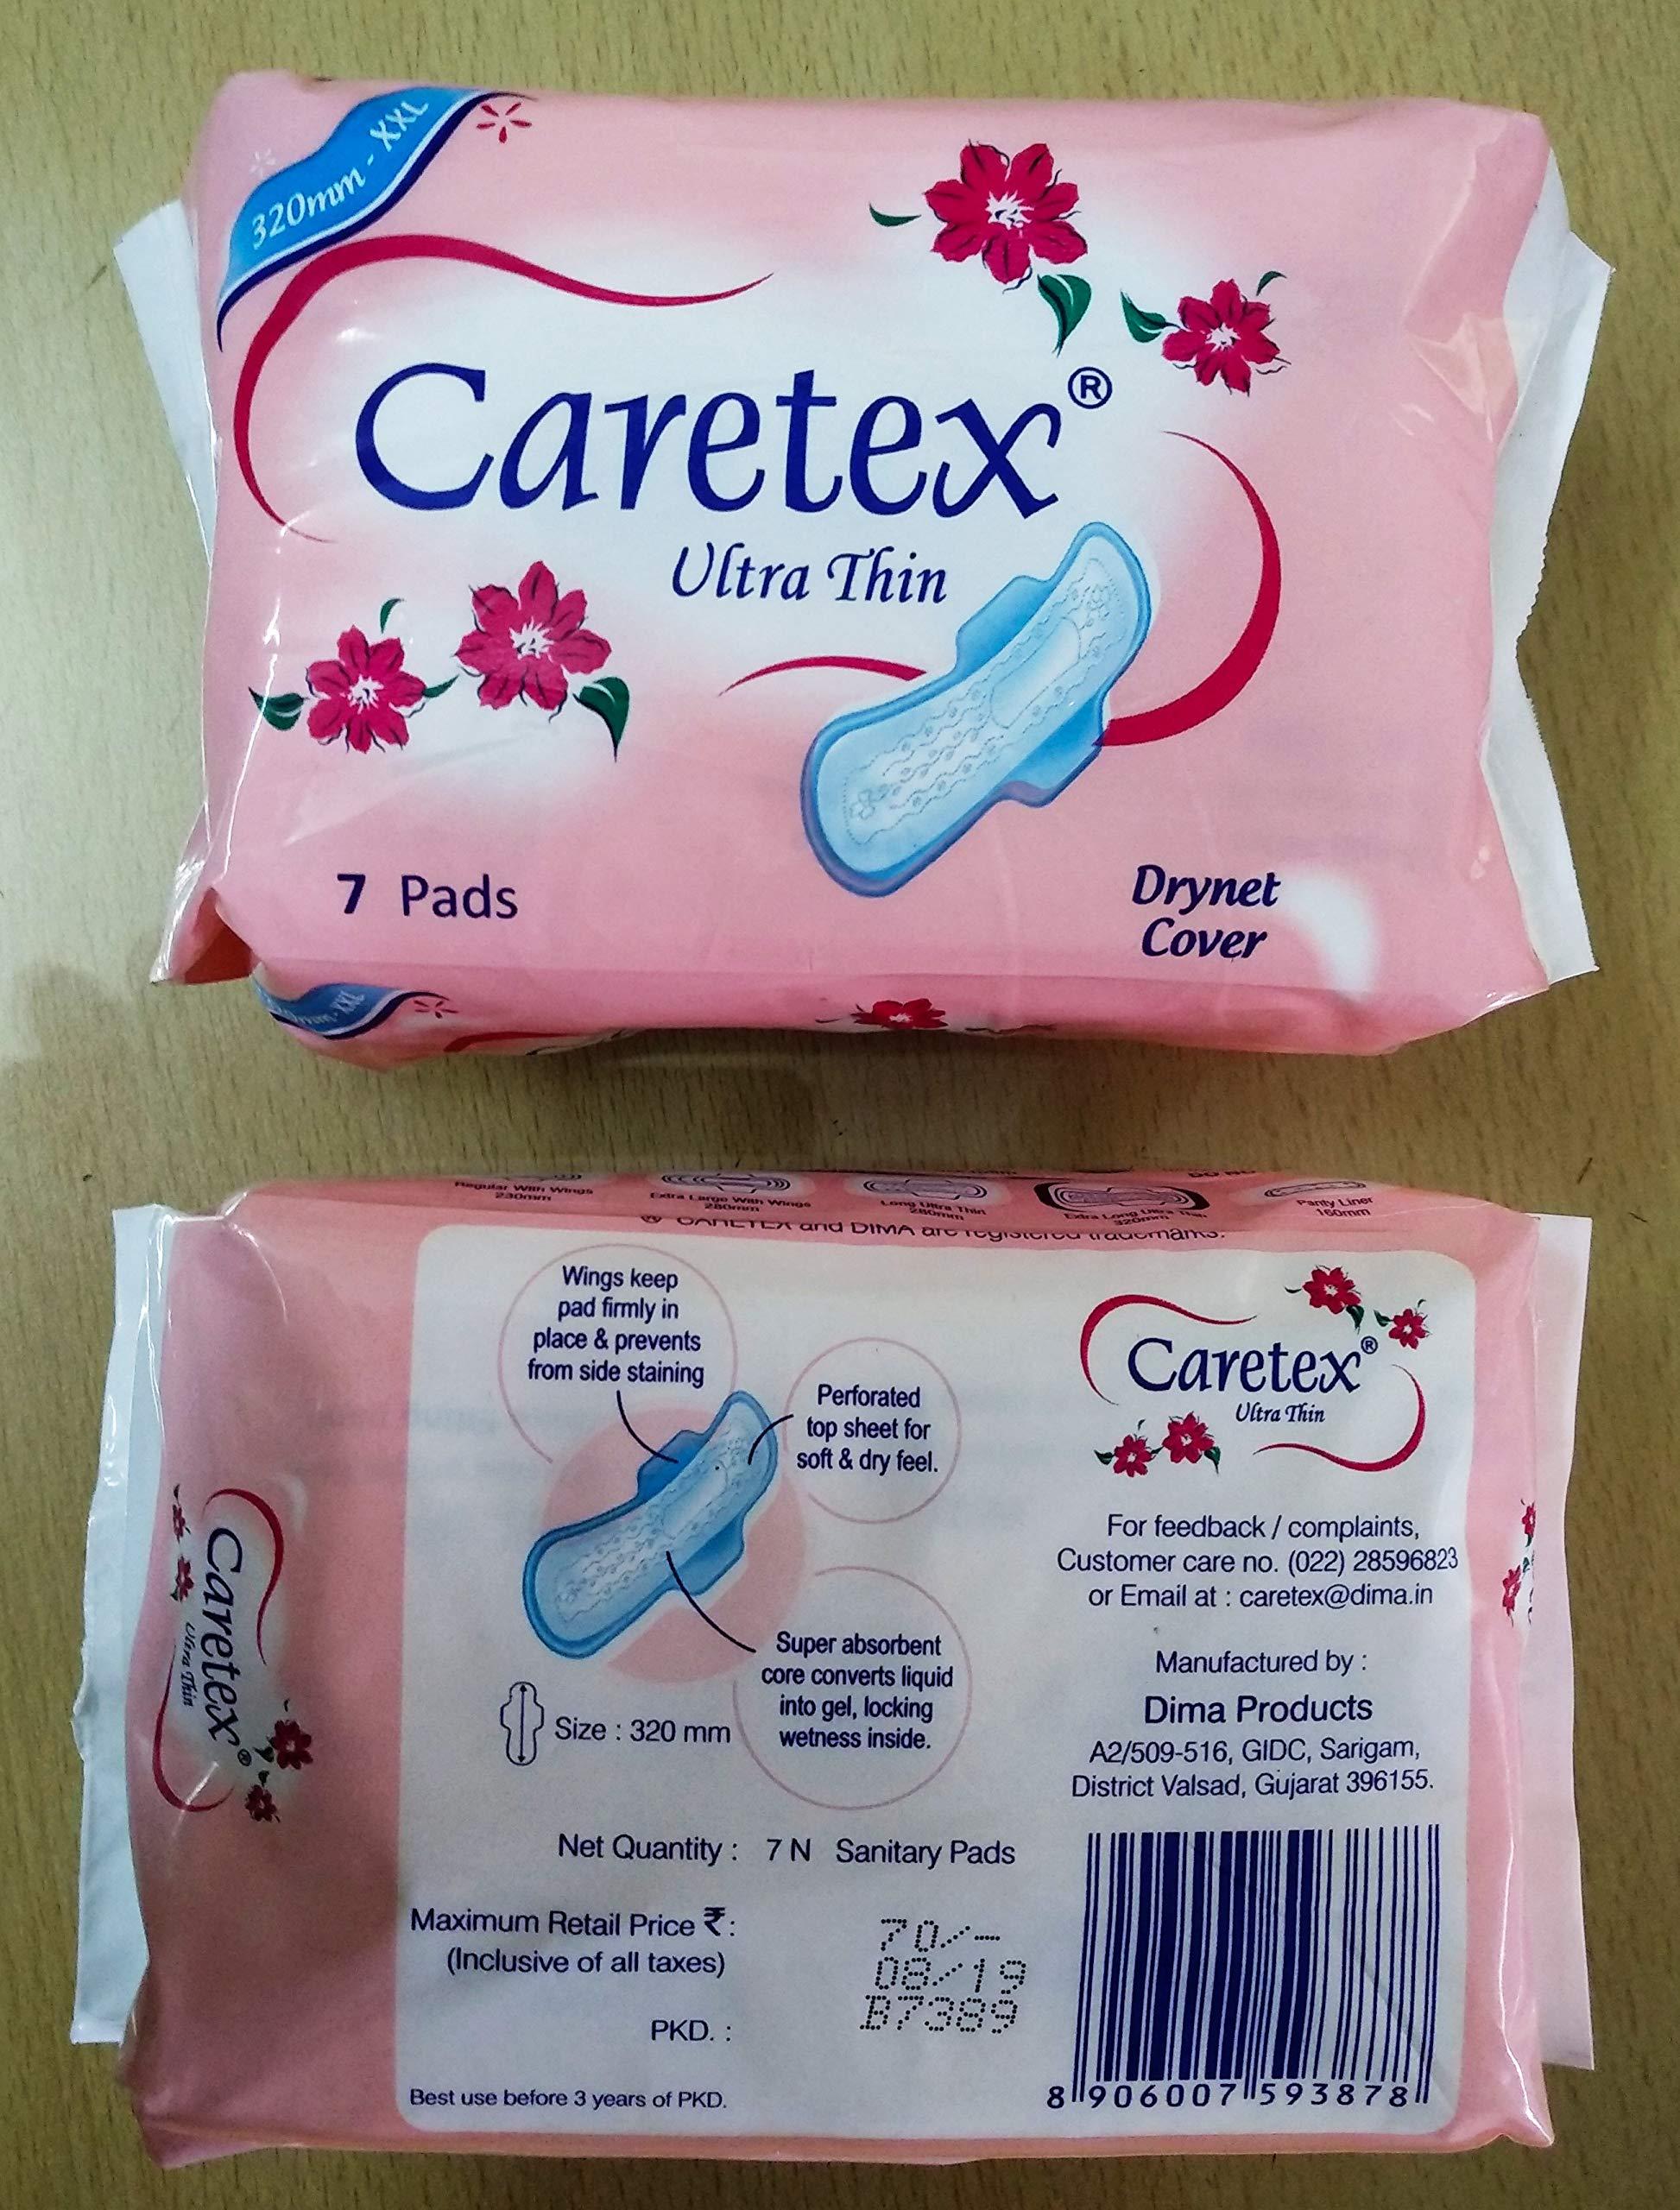 320mm - XXL
Caretex®
Ultra Thin
7 Pads
Drynet
Cover
Regular With Wings
230mm
Extra Large With Wings
280mm
Long Ultra Thin
280mm
Extra Long Ultra Thin
320mm
Panty Liner
160mm
® CARETEX and DIMA are registered trademarks.
Wings keep
pad firmly in
place & prevents
from side staining
Perforated
top sheet for
soft & dry feel.
Super absorbent
core converts liquid
into gel, locking
wetness inside.
Size : 320 mm
Caretex®
Ultra Thin
For feedback / complaints,
Customer care no. (022) 28596823
or Email at : caretex@dima.in
Manufactured by :
Dima Products
A2/509-516, GIDC, Sarigam,
District Valsad, Gujarat 396155.
Net Quantity : 7 N Sanitary Pads
Maximum Retail Price ₹ : 70/-
(Inclusive of all taxes) 08/19
B7389
PKD. :
Best use before 3 years of PKD.
8 906007 593878
Caretex®
Ultra Thin